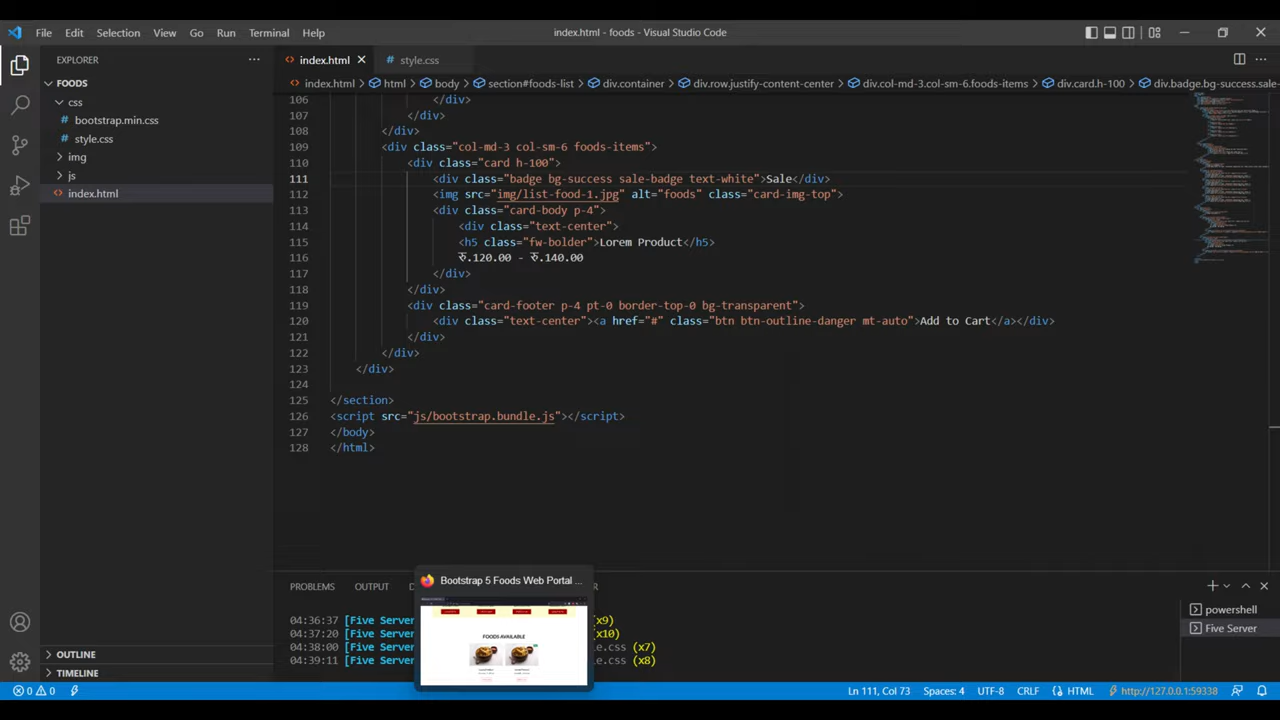 File Edit Selection View Go Run Terminal Help
index.html - foods - Visual Studio Code
EXPLORER
FOODS
css
bootstrap.min.css
style.css
img
js
index.html
OUTLINE
TIMELINE
index.html
style.css
index.html > html > body > section#foods-list > div.container > div.row.justify-content-center > div.col-md-3.col-sm-6.foods-items > div.card.h-100 > div.badge.bg-success.sale-
106 </div>
107 </div>
108 </div>
109 <div class="col-md-3 col-sm-6 foods-items">
110 <div class="card h-100">
111 <div class="badge bg-success sale-badge text-white">Sale</div>
112 <img src="img/list-food-1.jpg" alt="foods" class="card-img-top">
113 <div class="card-body p-4">
114 <div class="text-center">
115 <h5 class="fw-bolder">Lorem Product</h5>
116 रु.120.00 - रु.140.00
117 </div>
118 </div>
119 <div class="card-footer p-4 pt-0 border-top-0 bg-transparent">
120 <div class="text-center"><a href="#" class="btn btn-outline-danger mt-auto">Add to Cart</a></div>
121 </div>
122 </div>
123 </div>
124
125 </section>
126 <script src="js/bootstrap.bundle.js"></script>
127 </body>
128 </html>
PROBLEMS OUTPUT
04:36:37 [Five Server (x9)
04:37:20 [Five Server (x10)
04:38:00 [Five Server le.css (x7)
04:39:11 [Five Server le.css (x8)
powershell
Five Server
Bootstrap 5 Foods Web Portal ...
FOODS AVAILABLE
0 0 Ln 111, Col 73 Spaces: 4 UTF-8 CRLF HTML http://127.0.0.1:59338